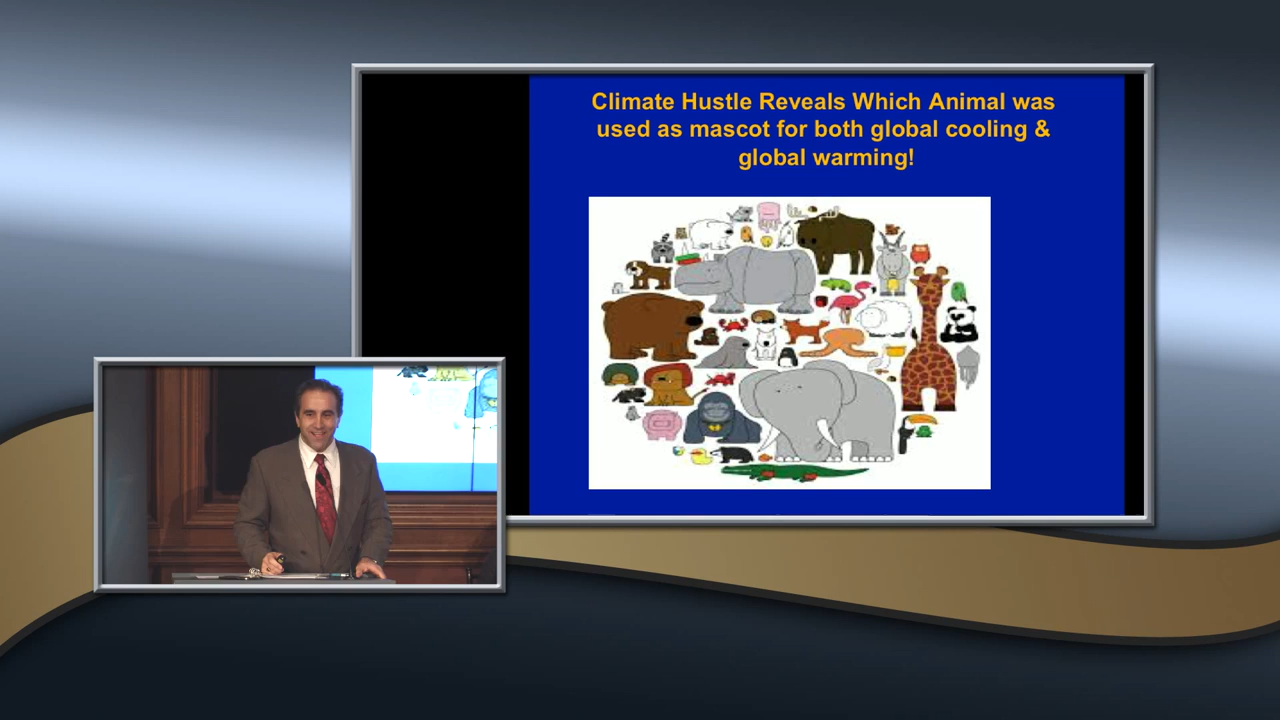 Climate Hustle Reveals Which Animal was
used as mascot for both global cooling &
global warming!